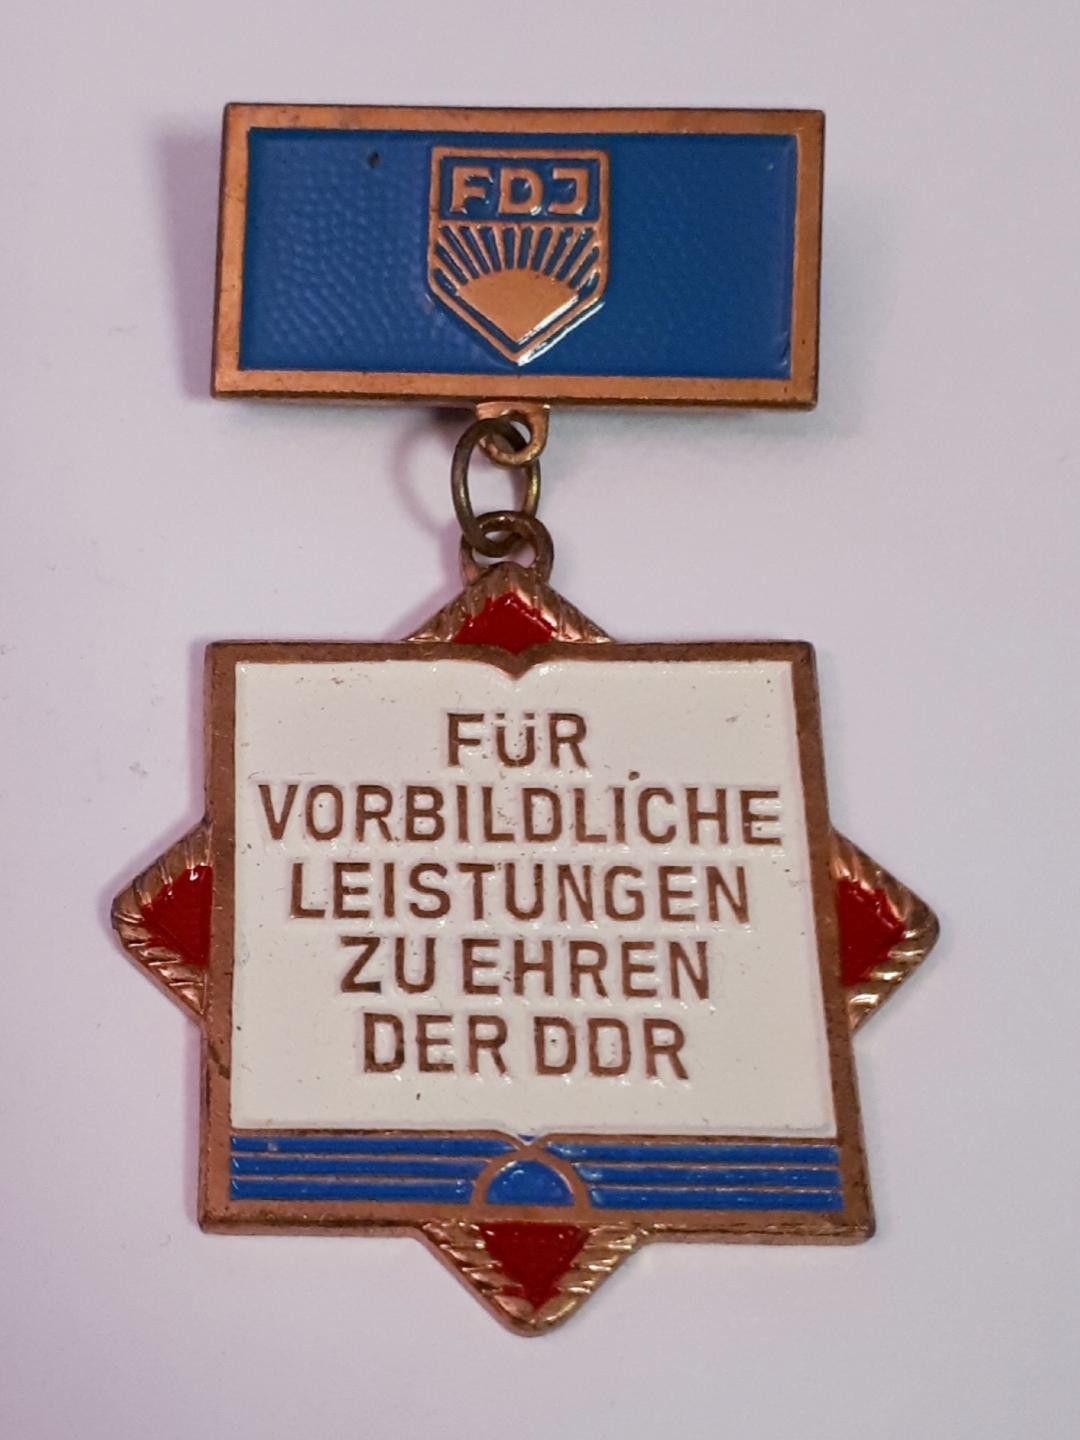 FDJ
FÜR
VORBILDLICHE
LEISTUNGEN
ZU EHREN
DER DDR